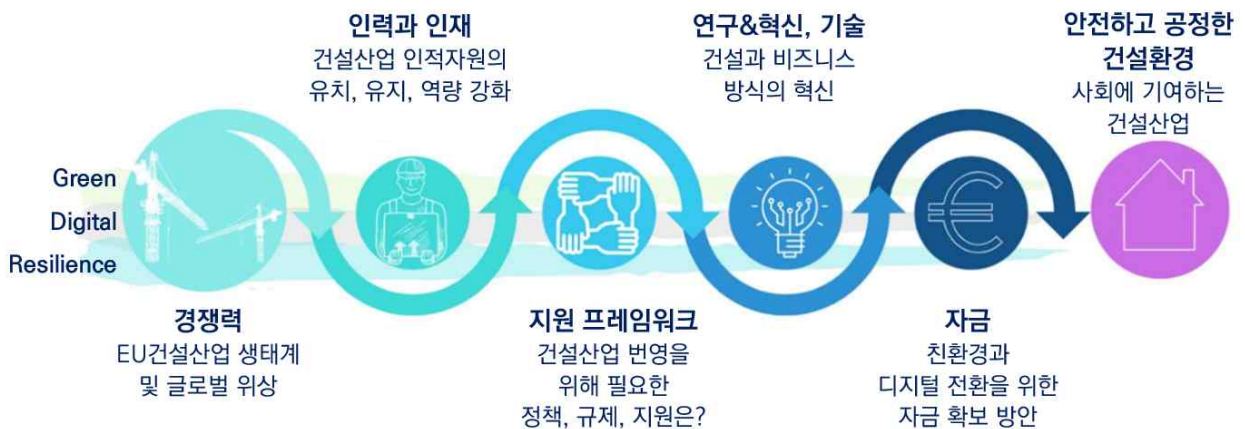 인력과 인재
건설산업 인적자원의
유치, 유지, 역량 강화
연구&혁신, 기술
건설과 비즈니스
방식의 혁신
안전하고 공정한
건설환경
사회에 기여하는
건설산업
Green
Digital
Resilience
경쟁력
EU건설산업 생태계
및 글로벌 위상
지원 프레임워크
건설산업 번영을
위해 필요한
정책, 규제, 지원은?
자금
친환경과
디지털 전환을 위한
자금 확보 방안